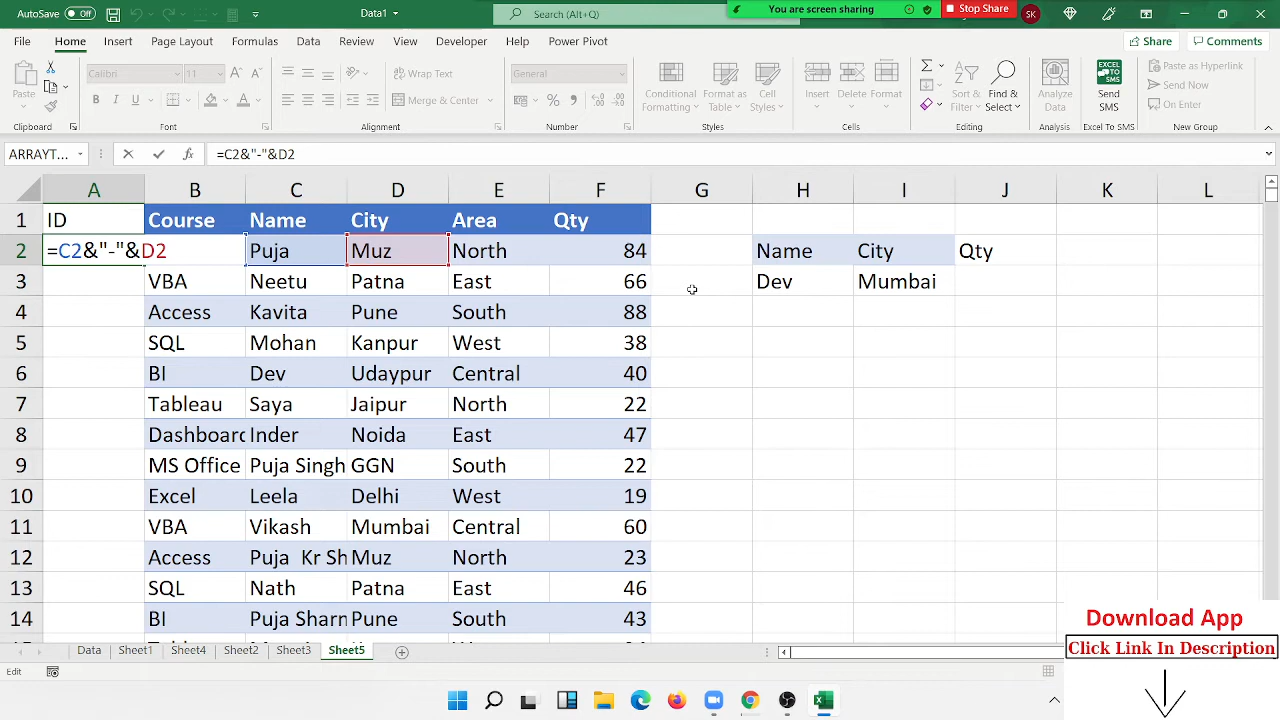 AutoSave Off Data1 Search (Alt+Q) You are screen sharing Stop Share SK
File Home Insert Page Layout Formulas Data Review View Developer Help Power Pivot Share Comments
Paste Calibri 11 Wrap Text General Conditional Formatting Format as Table Cell Styles Insert Delete Format Sort & Filter Find & Select Analyze Data Send SMS Paste as Hyperlink
B I U Merge & Center Send Now
On Enter
Clipboard Font Alignment Number Styles Cells Editing Analysis Excel To SMS New Group
ARRAYT... fx =C2&"-"&D2
A B C D E F G H I J K L
1 ID Course Name City Area Qty
2 =C2&"-"&D2 Puja Muz North 84 Name City Qty
3 VBA Neetu Patna East 66 Dev Mumbai
4 Access Kavita Pune South 88
5 SQL Mohan Kanpur West 38
6 BI Dev Udaypur Central 40
7 Tableau Saya Jaipur North 22
8 Dashboard Inder Noida East 47
9 MS Office Puja Singh GGN South 22
10 Excel Leela Delhi West 19
11 VBA Vikash Mumbai Central 60
12 Access Puja Kr Sh Muz North 23
13 SQL Nath Patna East 46
14 BI Puja Sharn Pune South 43
Download App
Click Link In Description
Data Sheet1 Sheet4 Sheet2 Sheet3 Sheet5
Edit